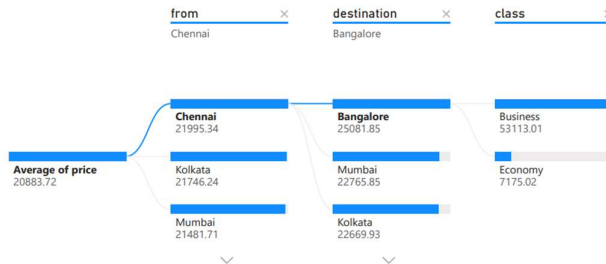 from
Chennai
destination
Bangalore
class
Average of price
20883.72
Chennai
21995.34
Kolkata
21746.24
Mumbai
21481.71
Bangalore
25081.85
Mumbai
22765.85
Kolkata
22669.93
Business
53113.01
Economy
7175.02